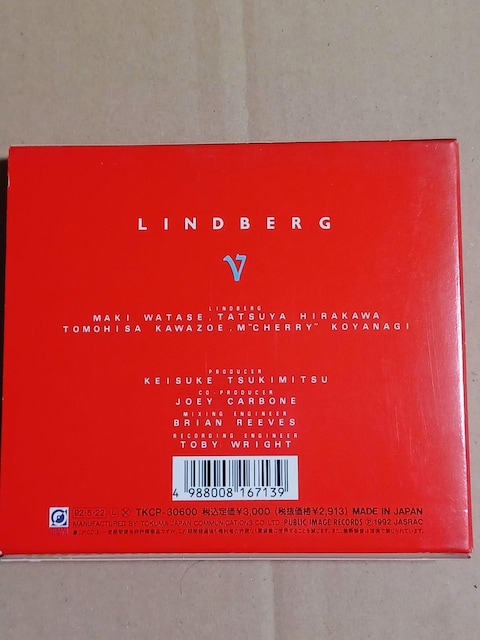 LINDBERG
V
LINDBERG
MAKI WATASE, TATSUYA HIRAKAWA
TOMOHISA KAWAZOE, M"CHERRY" KOYANAGI
PRODUCER
KEISUKE TSUKIMITSU
CO-PRODUCER
JOEY CARBONE
MIXING ENGINEER
BRIAN REEVES
RECORDING ENGINEER
TOBY WRIGHT
4 988008 167139
TKCP-30600 税込定価¥3,000 (税抜価格¥2,913) MADE IN JAPAN
MANUFACTURED BY TOKUMA JAPAN COMMUNICATIONS CO., LTD. PUBLIC IMAGE RECORDS Ⓟ 1992 JASRAC